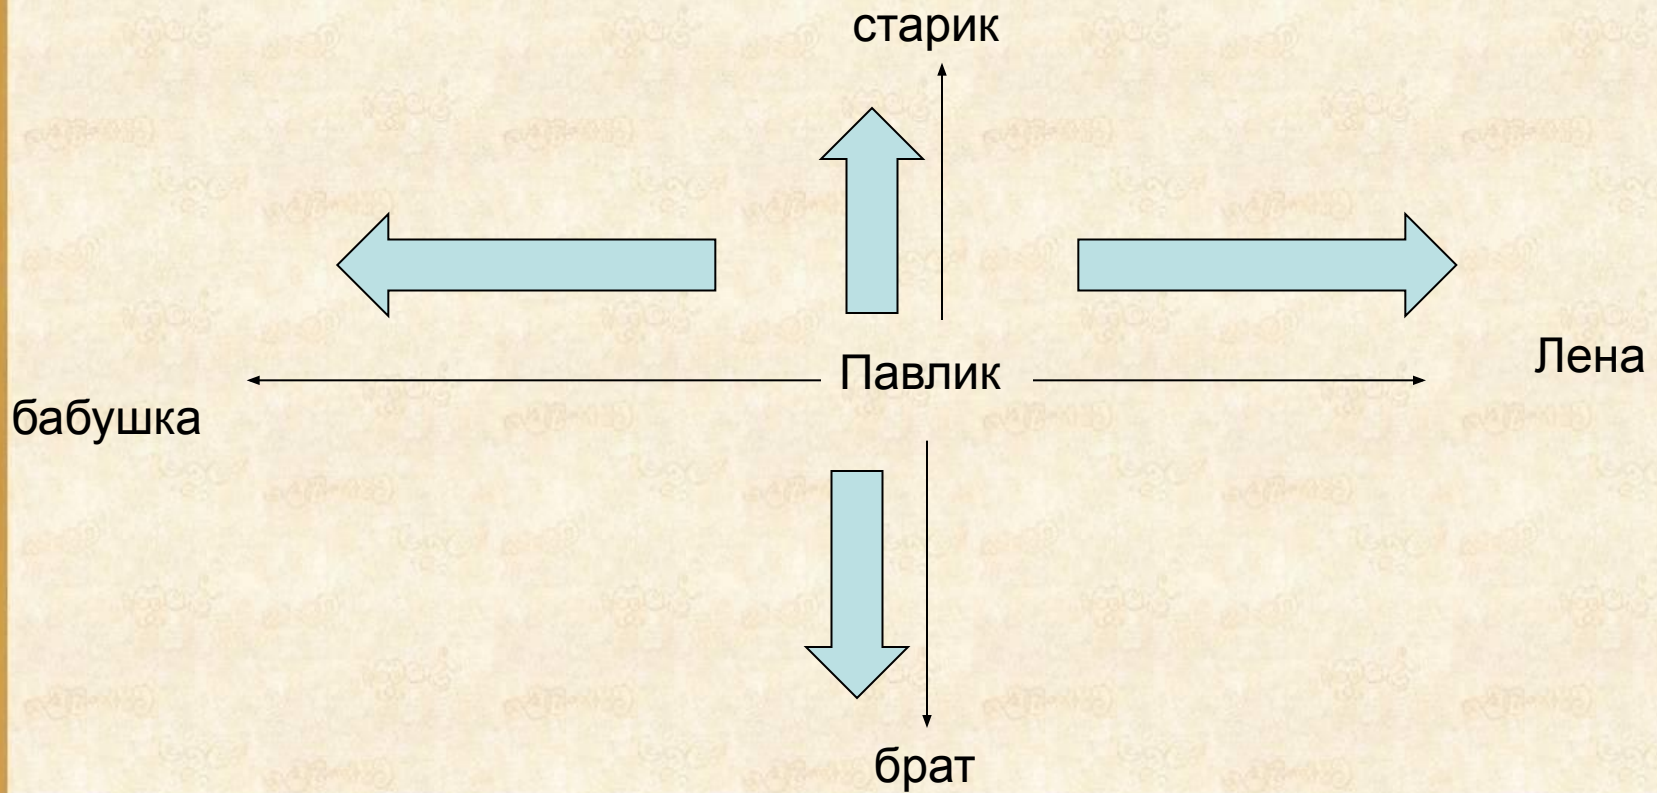 старик
Лена
Павлик
бабушка
брат